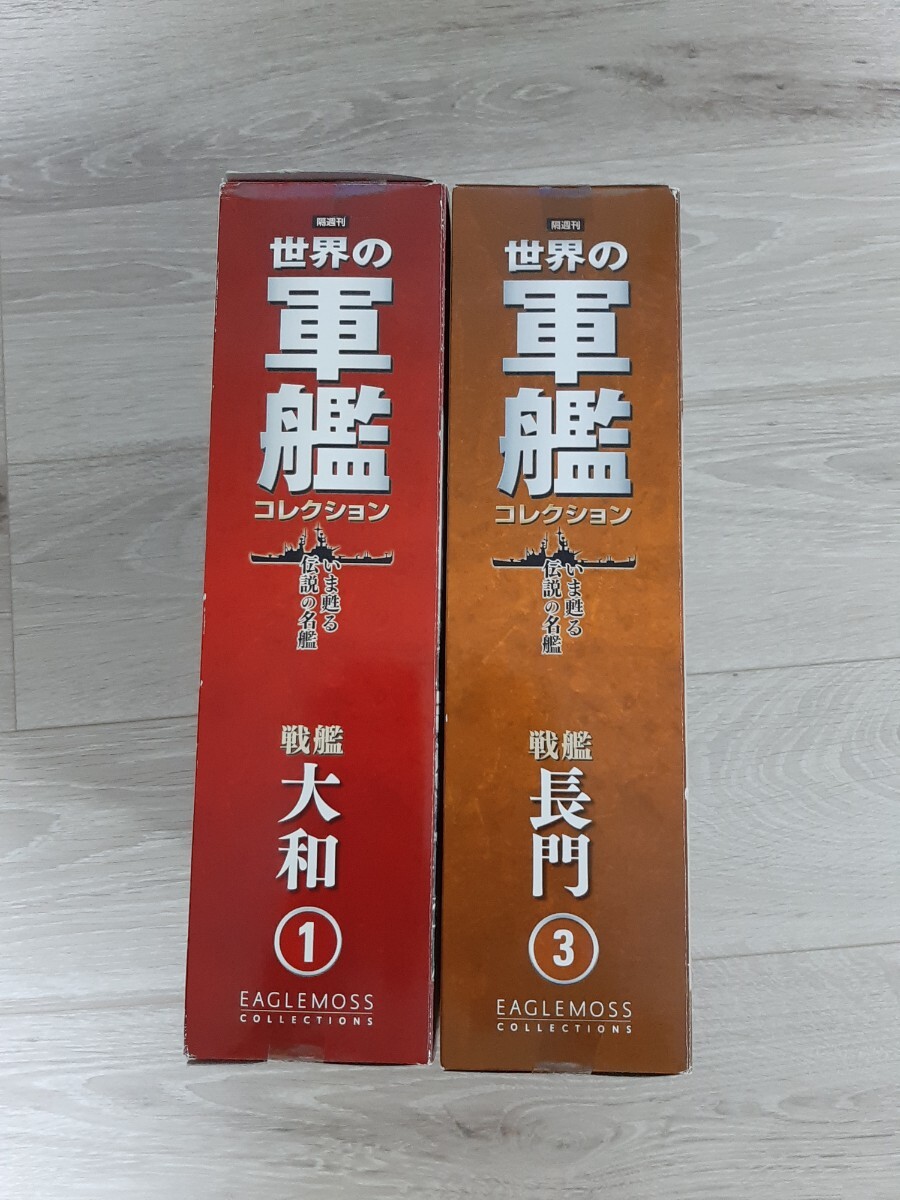 隔週刊
世界の
軍艦
コレクション
いま甦る
伝説の名艦
戦艦
大和
1
EAGLEMOSS
COLLECTIONS
隔週刊
世界の
軍艦
コレクション
いま甦る
伝説の名艦
戦艦
長門
3
EAGLEMOSS
COLLECTIONS